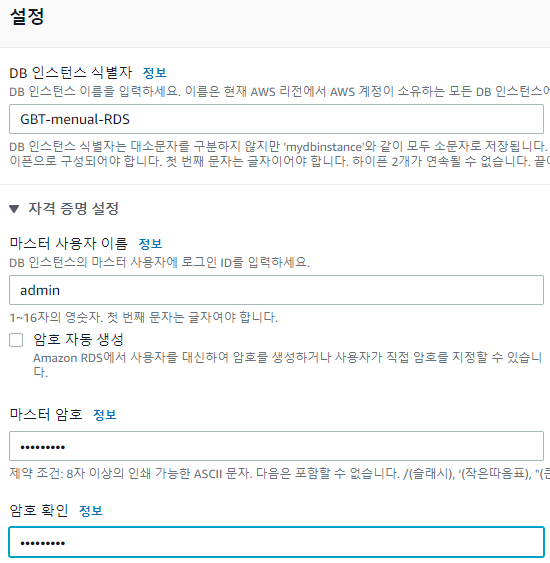 설정
DB 인스턴스 식별자 정보
DB 인스턴스 이름을 입력하세요. 이름은 현재 AWS 리전에서 AWS 계정이 소유하는 모든 DB 인스턴스에
GBT-menual-RDS
DB 인스턴스 식별자는 대소문자를 구분하지 않지만 'mydbinstance'와 같이 모두 소문자로 저장됩니다.
이픈으로 구성되어야 합니다. 첫 번째 문자는 글자이어야 합니다. 하이픈 2개가 연속될 수 없습니다. 끝에
▼ 자격 증명 설정
마스터 사용자 이름 정보
DB 인스턴스의 마스터 사용자에 로그인 ID를 입력하세요.
admin
1~16자의 영숫자. 첫 번째 문자는 글자여야 합니다.
암호 자동 생성
Amazon RDS에서 사용자를 대신하여 암호를 생성하거나 사용자가 직접 암호를 지정할 수 있습니
다.
마스터 암호 정보
•••••••••
제약 조건: 8자 이상의 인쇄 가능한 ASCII 문자. 다음은 포함할 수 없습니다. /(슬래시), '(작은따옴표), "(큰
암호 확인 정보
•••••••••